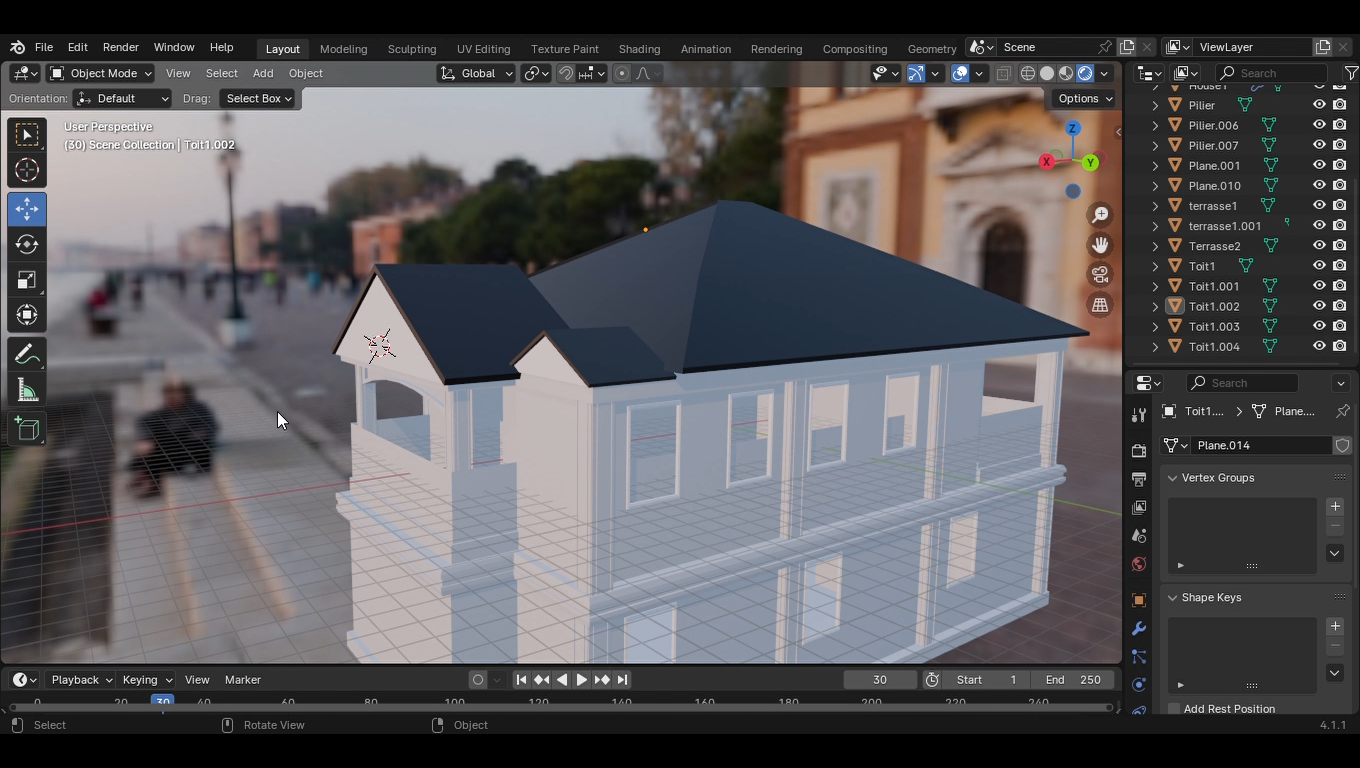 File Edit Render Window Help Layout Modeling Sculpting UV Editing Texture Paint Shading Animation Rendering Compositing Geometry Scene ViewLayer
Object Mode View Select Add Object Global Search
Orientation: Default Drag: Select Box Options
User Perspective
(30) Scene Collection | Toit1.002
Z
X Y
House1
Pilier
Pilier.006
Pilier.007
Plane.001
Plane.010
terrasse1
terrasse1.001
Terrasse2
Toit1
Toit1.001
Toit1.002
Toit1.003
Toit1.004
Search
Toit1.... Plane....
Plane.014
Vertex Groups
Shape Keys
Add Rest Position
Playback Keying View Marker 30 Start 1 End 250
0 20 30 40 60 80 100 120 140 160 180 200 220 240
Select Rotate View Object 4.1.1